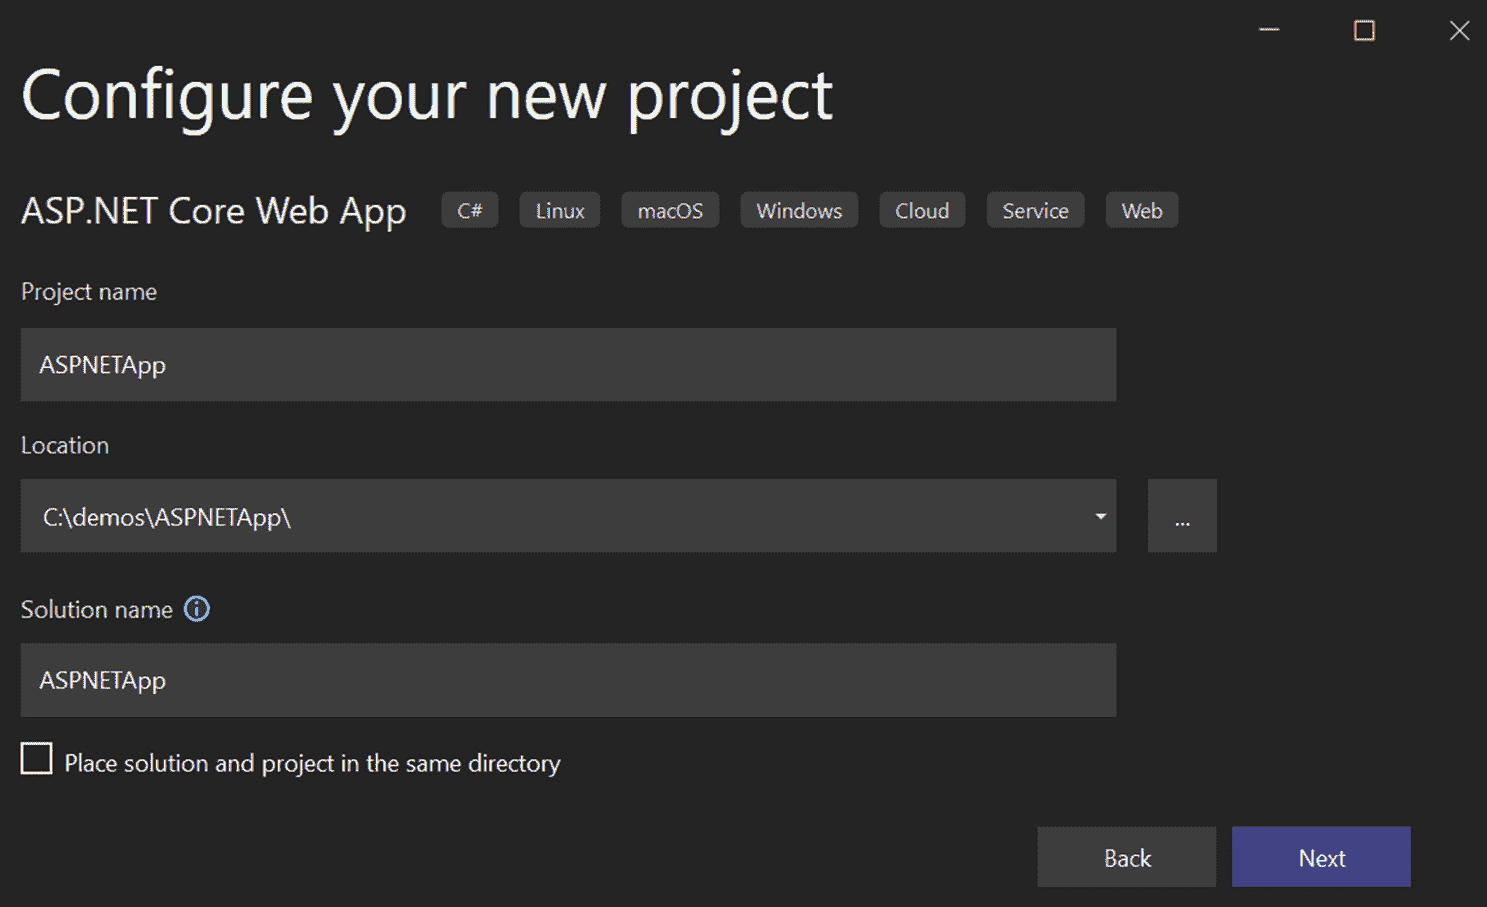 Configure your new project
ASP.NET Core Web App C# Linux macOS Windows Cloud Service Web
Project name
ASPNETApp
Location
C:\demos\ASPNETApp\
...
Solution name
ASPNETApp
Place solution and project in the same directory
Back Next